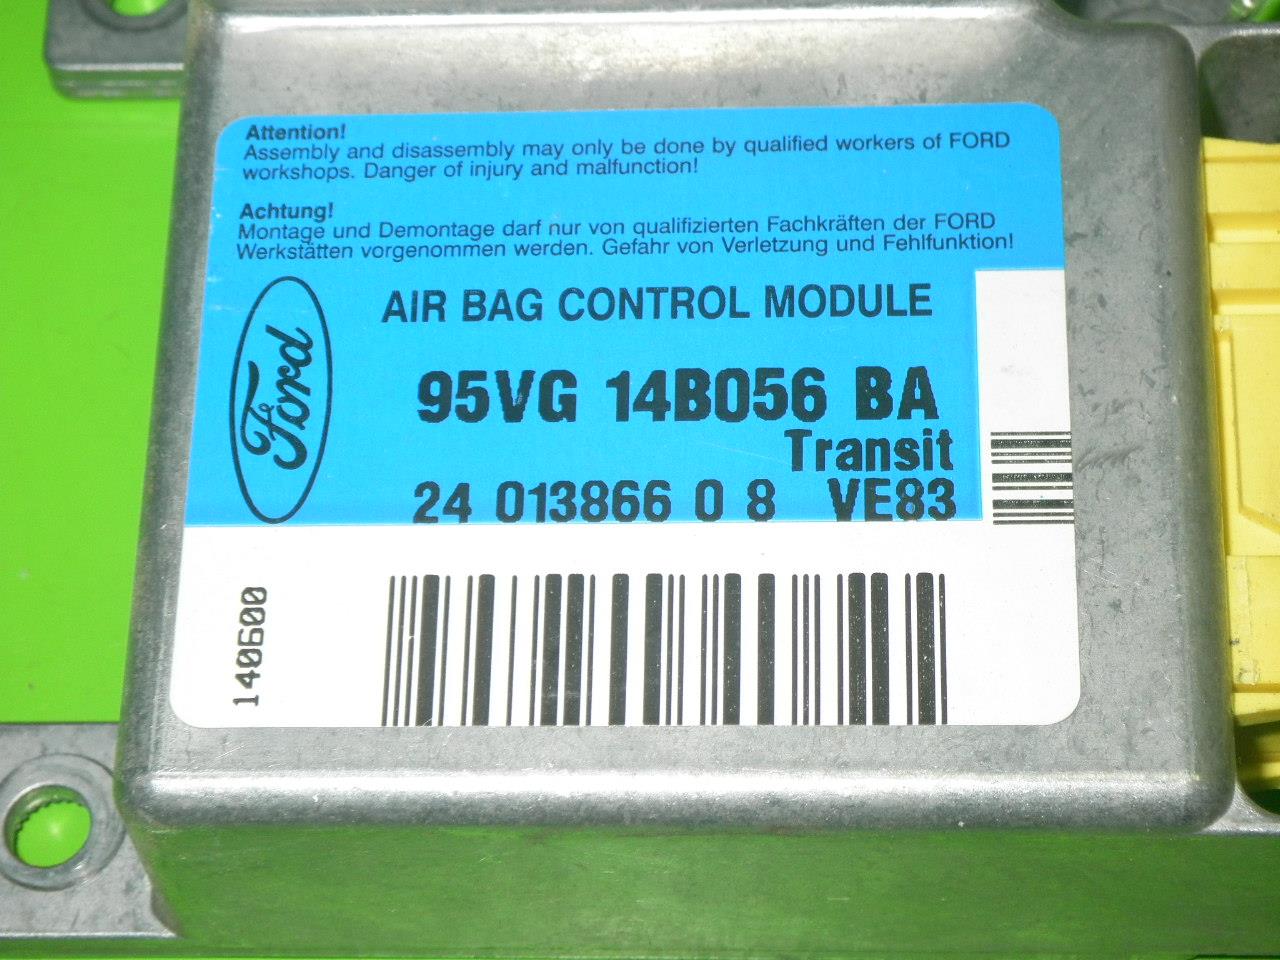 Attention!
Assembly and disassembly may only be done by qualified workers of FORD
workshops. Danger of injury and malfunction!
Achtung!
Montage und Demontage darf nur von qualifizierten Fachkräften der FORD
Werkstätten vorgenommen werden. Gefahr von Verletzung und Fehlfunktion!
Ford
AIR BAG CONTROL MODULE
95VG 14B056 BA
Transit
24 013866 0 8 VE83
140600